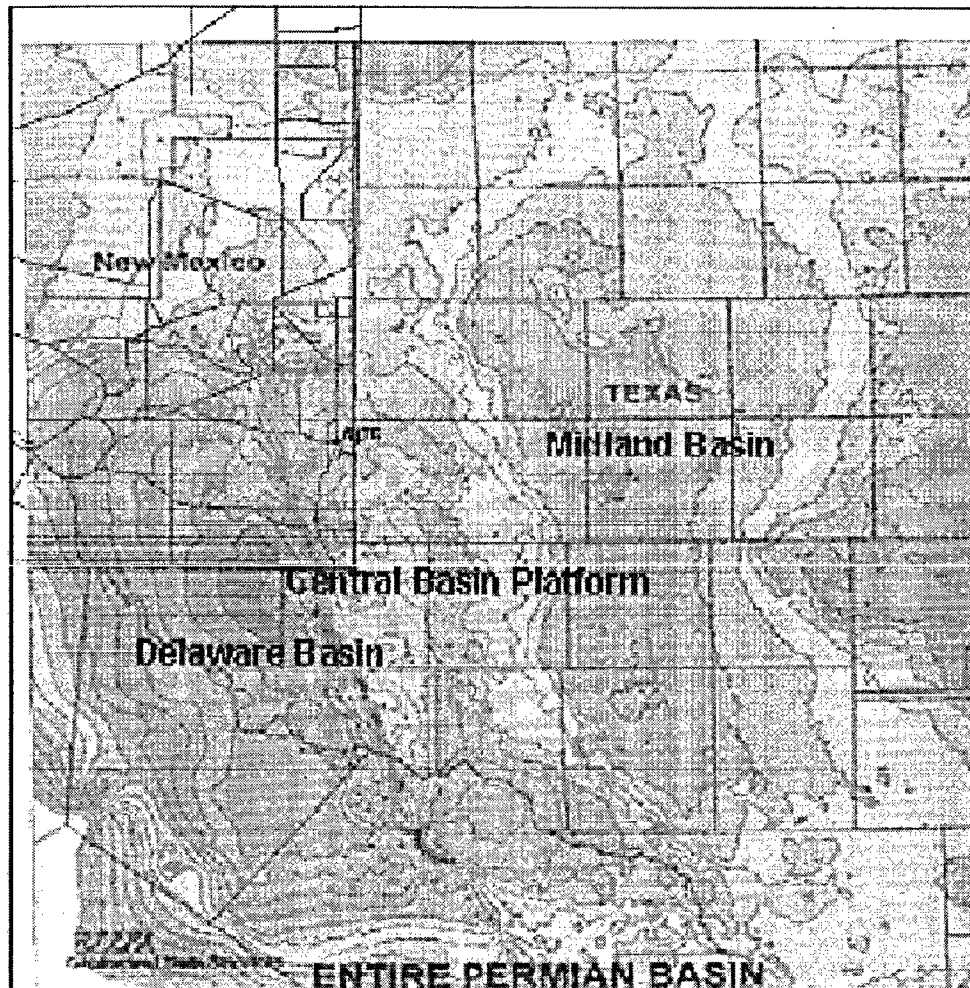 New Mexico
TEXAS
Midland Basin
Central Basin Platform
Delaware Basin
ENTIRE PERMIAN BASIN